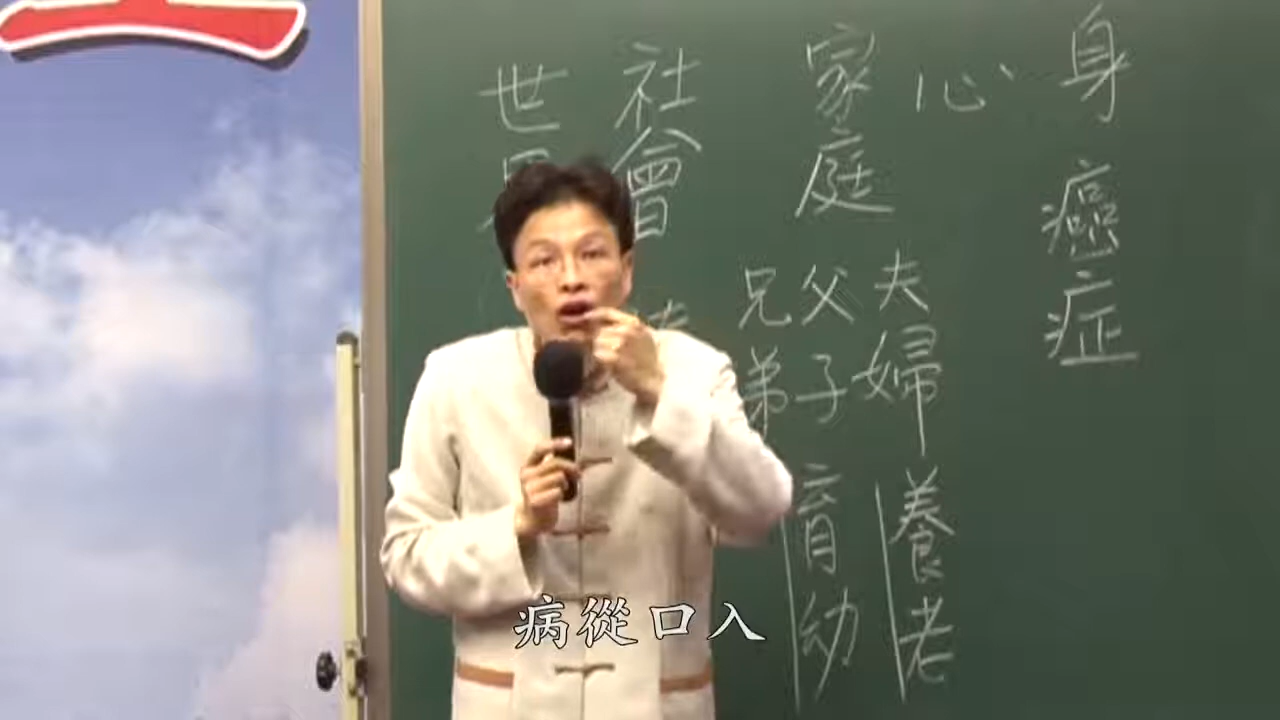 身
癌症
心
家庭
夫婦 養老
父子 育幼
兄弟
社會
世
病從口入